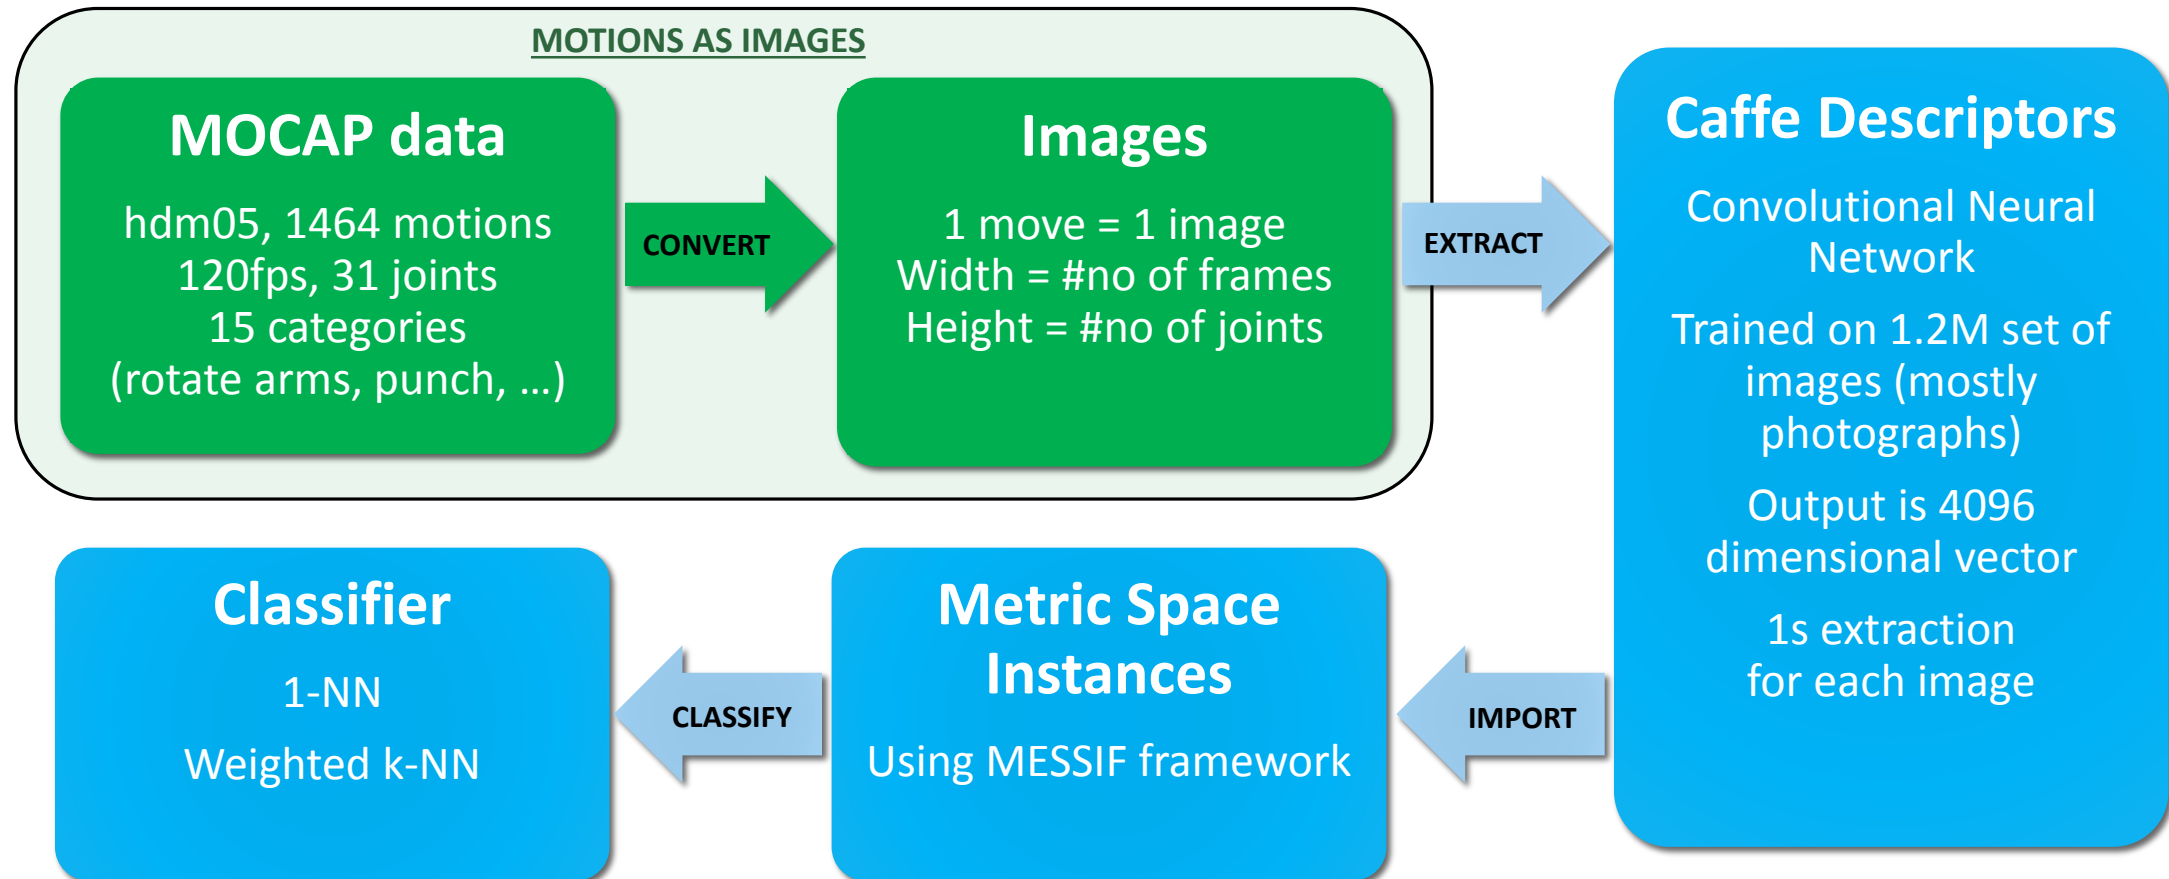 MOTIONS AS IMAGES
MOCAP data
hdm05, 1464 motions
120fps, 31 joints
15 categories
(rotate arms, punch, ...)
CONVERT
Images
1 move = 1 image
Width = #no of frames
Height = #no of joints
EXTRACT
Caffe Descriptors
Convolutional Neural
Network
Trained on 1.2M set of
images (mostly
photographs)
Output is 4096
dimensional vector
1s extraction
for each image
IMPORT
Metric Space
Instances
Using MESSIF framework
CLASSIFY
Classifier
1-NN
Weighted k-NN